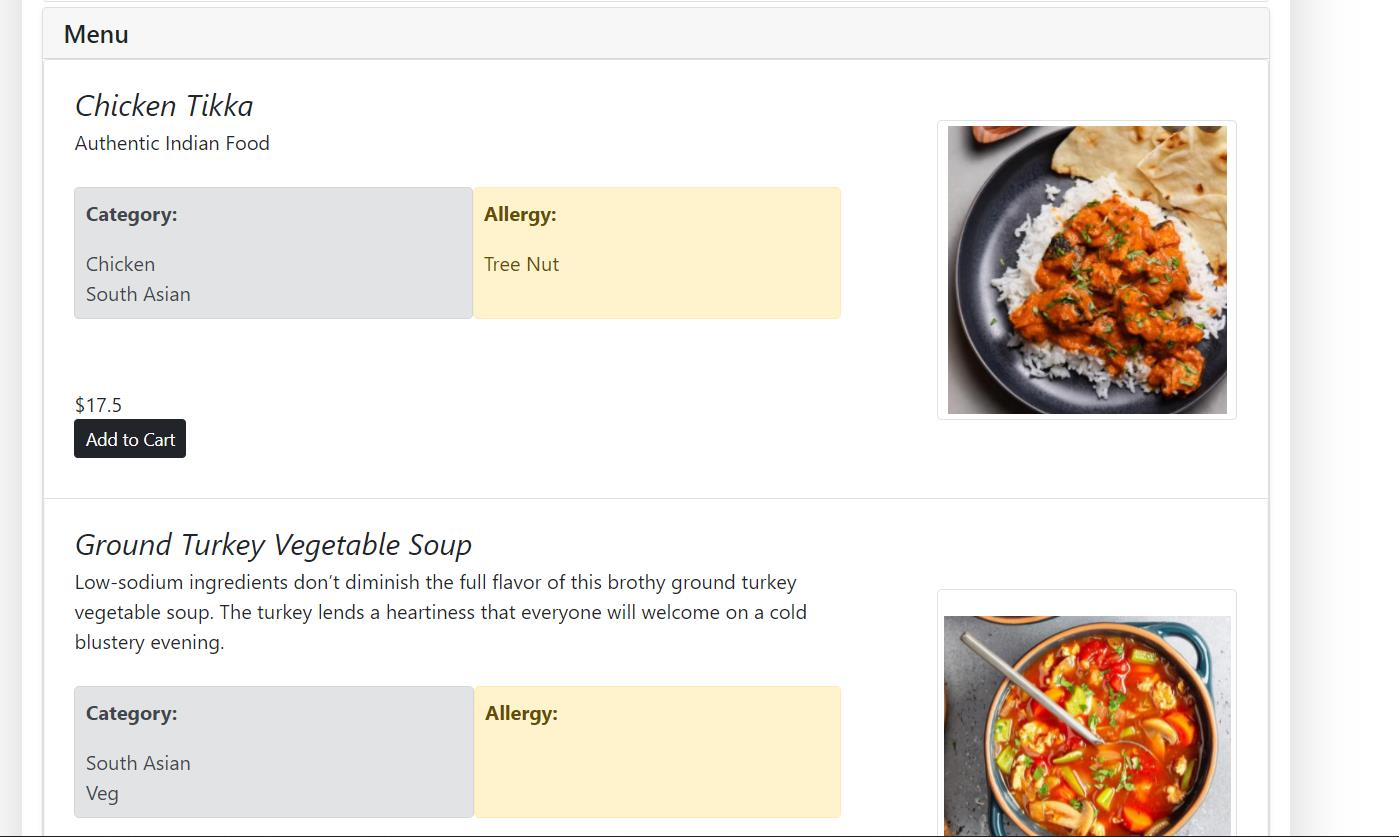 Menu
Chicken Tikka
Authentic Indian Food
Category:
Chicken
South Asian
Allergy:
Tree Nut
$17.5
Add to Cart
Ground Turkey Vegetable Soup
Low-sodium ingredients don’t diminish the full flavor of this brothy ground turkey
vegetable soup. The turkey lends a heartiness that everyone will welcome on a cold
blustery evening.
Category:
South Asian
Veg
Allergy: